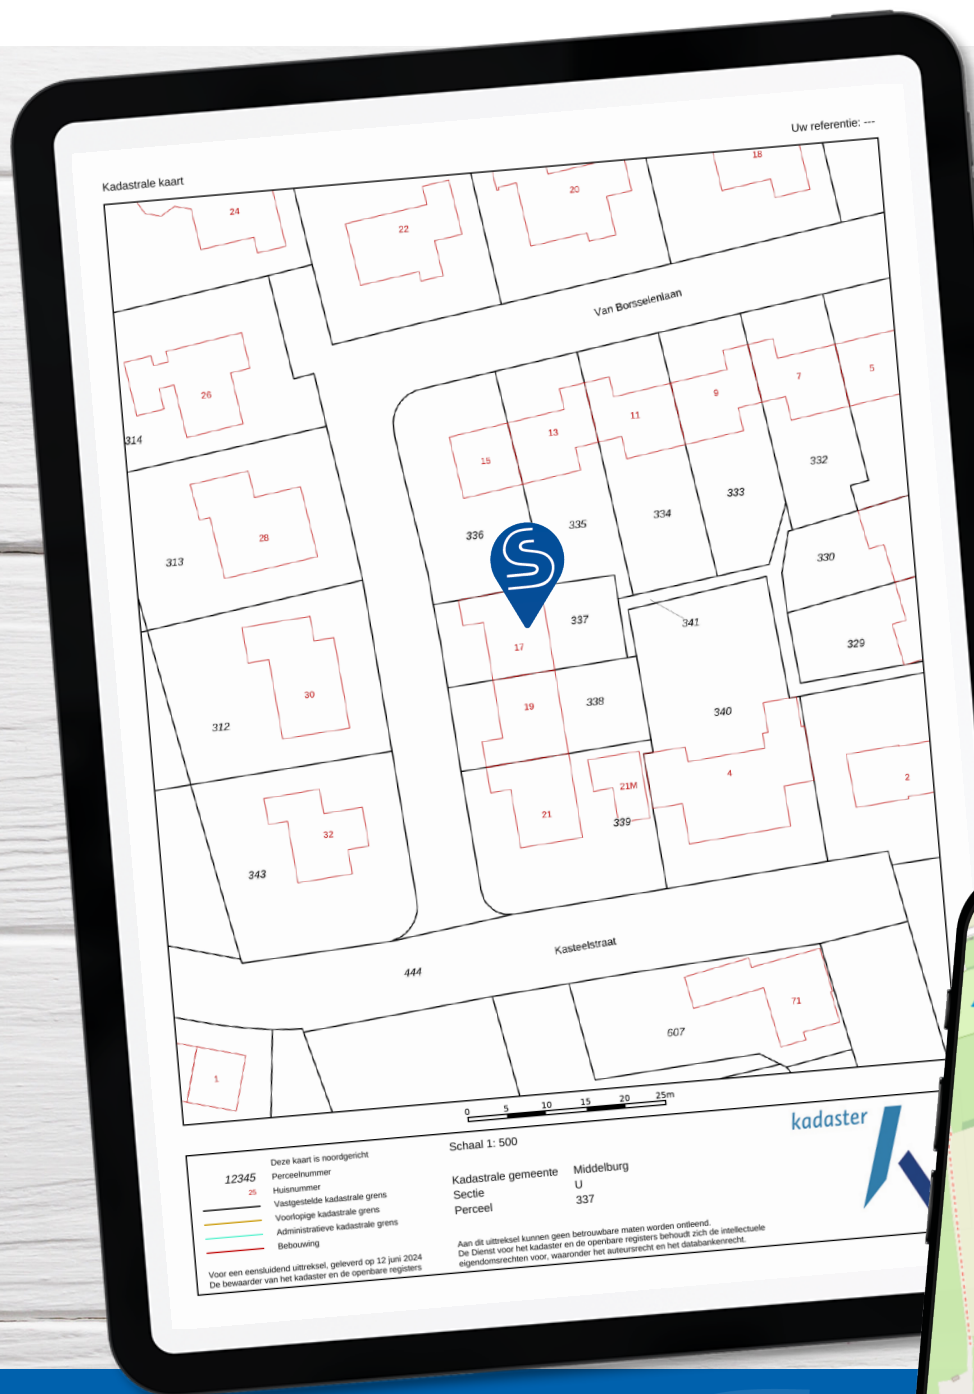 Uw referentie: ---
Kadastrale kaart
18
20
24
22
Van Borsselenlaan
5
7
9
26
11
13
314
15
332
333
334
335
336
28
313
330
337
341
329
17
30
338
19
340
312
4
2
21M
21
339
32
343
Kasteelstraat
444
71
607
1
0 5 10 15 20 25m
kadaster
Schaal 1: 500
Deze kaart is noordgericht
12345 Perceelnummer
25 Huisnummer
Vastgestelde kadastrale grens
Voorlopige kadastrale grens
Administratieve kadastrale grens
Bebouwing
Kadastrale gemeente Middelburg
Sectie U
Perceel 337
Voor een eensluidend uittreksel, geleverd op 12 juni 2024
De bewaarder van het kadaster en de openbare registers
Aan dit uittreksel kunnen geen betrouwbare maten worden ontleend.
De Dienst voor het kadaster en de openbare registers behoudt zich de intellectuele
eigendomsrechten voor, waaronder het auteursrecht en het databankenrecht.